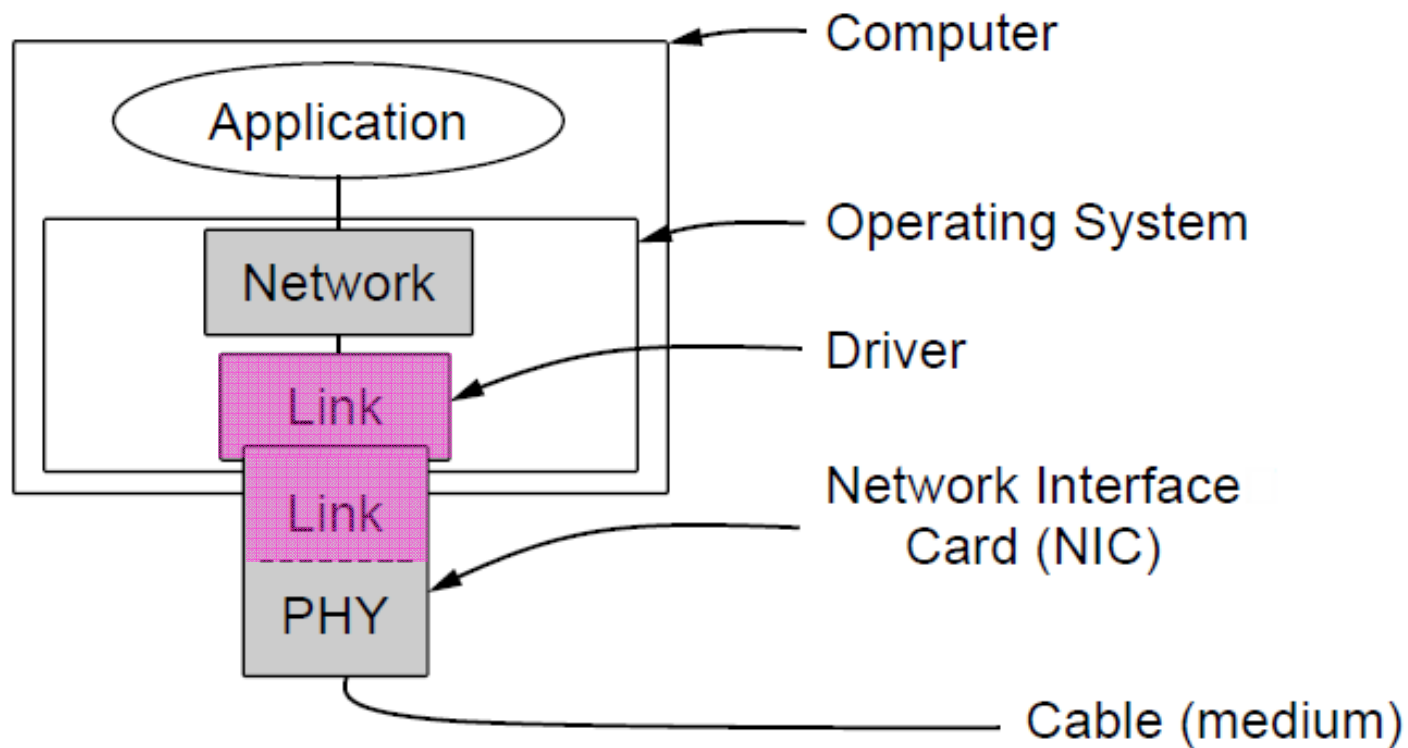 Computer
Application
Operating System
Network
Driver
Link
Network Interface
Card (NIC)
Link
PHY
Cable (medium)